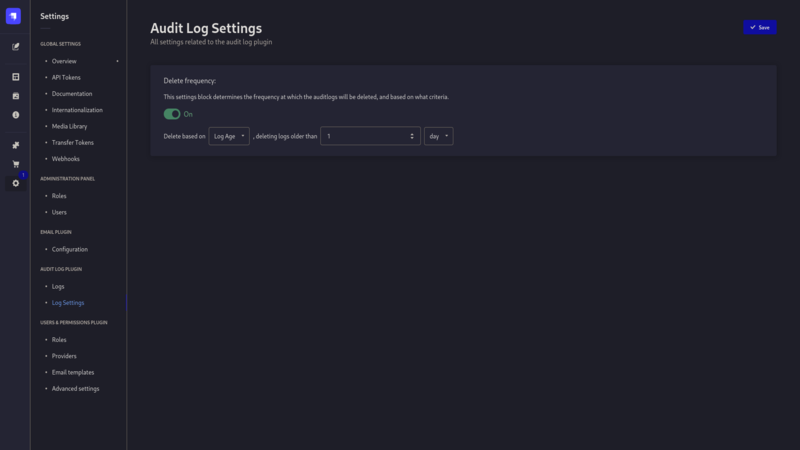 Settings
GLOBAL SETTINGS
Overview
API Tokens
Documentation
Internationalization
Media Library
Transfer Tokens
Webhooks
ADMINISTRATION PANEL
Roles
Users
EMAIL PLUGIN
Configuration
AUDIT LOG PLUGIN
Logs
Log Settings
USERS & PERMISSIONS PLUGIN
Roles
Providers
Email templates
Advanced settings
1
Audit Log Settings
All settings related to the audit log plugin
Save
Delete frequency:
This settings block determines the frequency at which the auditlogs will be deleted, and based on what criteria.
On
Delete based on Log Age , deleting logs older than 1 day